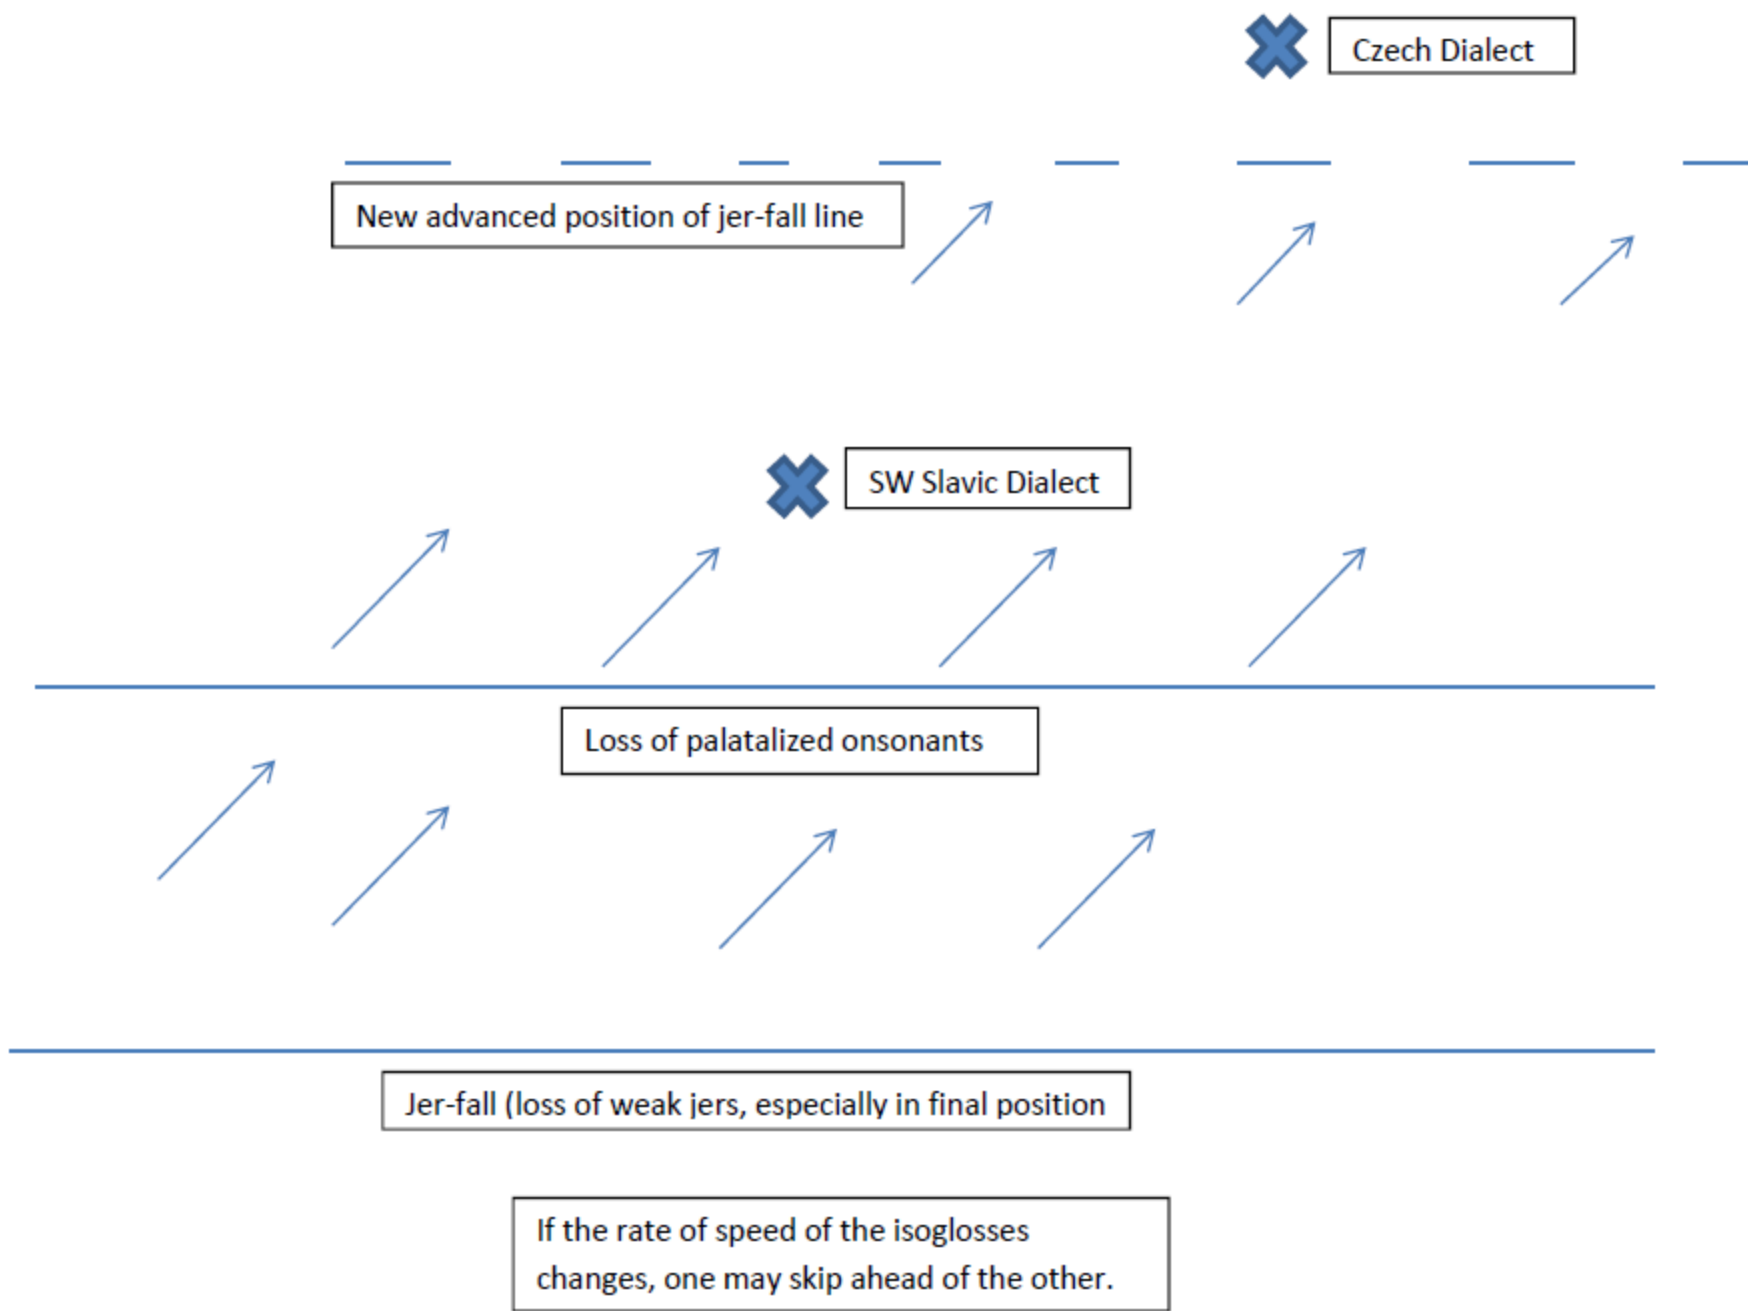 Czech Dialect
New advanced position of jer-fall line
SW Slavic Dialect
Loss of palatalized onsonants
Jer-fall (loss of weak jers, especially in final position
If the rate of speed of the isoglosses
changes, one may skip ahead of the other.